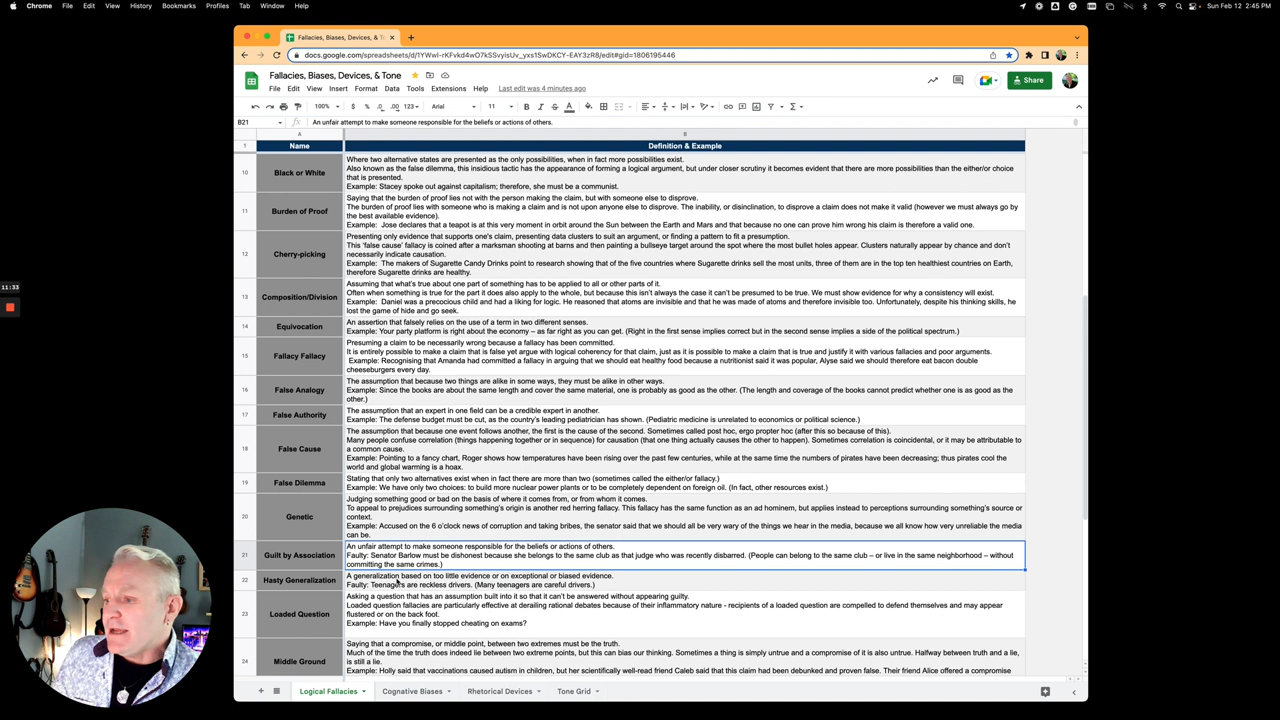 Chrome File Edit View History Bookmarks Profiles Tab Window Help
Sun Feb 12 2:45 PM
Fallacies, Biases, Devices, & To
docs.google.com/spreadsheets/d/1YWwl-rKFvkd4wO7kSSvyisUv_yxs1SwDKCY-EAY3zR8/edit#gid=1806195446
Fallacies, Biases, Devices, & Tone
Share
File Edit View Insert Format Data Tools Extensions Help Last edit was 4 minutes ago
100% $ % .0 .00 123 Arial 11 B I S A
B21 fx An unfair attempt to make someone responsible for the beliefs or actions of others.
A B
1 Name Definition & Example
Where two alternative states are presented as the only possibilities, when in fact more possibilities exist.
Also known as the false dilemma, this insidious tactic has the appearance of forming a logical argument, but under closer scrutiny it becomes evident that there are more possibilities than the either/or choice
10 Black or White
that is presented.
Example: Stacey spoke out against capitalism; therefore, she must be a communist.
Saying that the burden of proof lies not with the person making the claim, but with someone else to disprove.
The burden of proof lies with someone who is making a claim and is not upon anyone else to disprove. The inability, or disinclination, to disprove a claim does not make it valid (however we must always go by
11 Burden of Proof
the best available evidence).
Example: Jose declares that a teapot is at this very moment in orbit around the Sun between the Earth and Mars and that because no one can prove him wrong his claim is therefore a valid one.
Presenting only evidence that supports one's claim, presenting data clusters to suit an argument, or finding a pattern to fit a presumption.
This 'false cause' fallacy is coined after a marksman shooting at barns and then painting a bullseye target around the spot where the most bullet holes appear. Clusters naturally appear by chance and don't
12 Cherry-picking
necessarily indicate causation.
Example: The makers of Sugarette Candy Drinks point to research showing that of the five countries where Sugarette drinks sell the most units, three of them are in the top ten healthiest countries on Earth,
therefore Sugarette drinks are healthy.
Assuming that what's true about one part of something has to be applied to all or other parts of it.
Often when something is true for the part it does also apply to the whole, but because this isn't always the case it can't be presumed to be true. We must show evidence for why a consistency will exist.
13 Composition/Division
Example: Daniel was a precocious child and had a liking for logic. He reasoned that atoms are invisible and that he was made of atoms and therefore invisible too. Unfortunately, despite his thinking skills, he
lost the game of hide and go seek.
An assertion that falsely relies on the use of a term in two different senses.
14 Equivocation
Example: Your party platform is right about the economy – as far right as you can get. (Right in the first sense implies correct but in the second sense implies a side of the political spectrum.)
Presuming a claim to be necessarily wrong because a fallacy has been committed.
It is entirely possible to make a claim that is false yet argue with logical coherency for that claim, just as it is possible to make a claim that is true and justify it with various fallacies and poor arguments.
15 Fallacy Fallacy
Example: Recognising that Amanda had committed a fallacy in arguing that we should eat healthy food because a nutritionist said it was popular, Alyse said we should therefore eat bacon double
cheeseburgers every day.
The assumption that because two things are alike in some ways, they must be alike in other ways.
16 False Analogy
Example: Since the books are about the same length and cover the same material, one is probably as good as the other. (The length and coverage of the books cannot predict whether one is as good as the
other.)
The assumption that an expert in one field can be a credible expert in another.
17 False Authority
Example: The defense budget must be cut, as the country's leading pediatrician has shown. (Pediatric medicine is unrelated to economics or political science.)
The assumption that because one event follows another, the first is the cause of the second. Sometimes called post hoc, ergo propter hoc (after this so because of this).
Many people confuse correlation (things happening together or in sequence) for causation (that one thing actually causes the other to happen). Sometimes correlation is coincidental, or it may be attributable to
18 False Cause
a common cause.
Example: Pointing to a fancy chart, Roger shows how temperatures have been rising over the past few centuries, while at the same time the numbers of pirates have been decreasing; thus pirates cool the
world and global warming is a hoax.
Stating that only two alternatives exist when in fact there are more than two (sometimes called the either/or fallacy.)
19 False Dilemma
Example: We have only two choices: to build more nuclear power plants or to be completely dependent on foreign oil. (In fact, other resources exist.)
Judging something good or bad on the basis of where it comes from, or from whom it comes.
To appeal to prejudices surrounding something's origin is another red herring fallacy. This fallacy has the same function as an ad hominem, but applies instead to perceptions surrounding something's source or
20 Genetic
context.
Example: Accused on the 6 o'clock news of corruption and taking bribes, the senator said that we should all be very wary of the things we hear in the media, because we all know how very unreliable the media
can be.
An unfair attempt to make someone responsible for the beliefs or actions of others.
21 Guilt by Association
Faulty: Senator Barlow must be dishonest because she belongs to the same club as that judge who was recently disbarred. (People can belong to the same club – or live in the same neighborhood – without
committing the same crimes.)
A generalization based on too little evidence or on exceptional or biased evidence.
22 Hasty Generalization
Faulty: Teenagers are reckless drivers. (Many teenagers are careful drivers.)
Asking a question that has an assumption built into it so that it can't be answered without appearing guilty.
Loaded question fallacies are particularly effective at derailing rational debates because of their inflammatory nature - recipients of a loaded question are compelled to defend themselves and may appear
23 Loaded Question
flustered or on the back foot.
Example: Have you finally stopped cheating on exams?
Saying that a compromise, or middle point, between two extremes must be the truth.
Much of the time the truth does indeed lie between two extreme points, but this can bias our thinking. Sometimes a thing is simply untrue and a compromise of it is also untrue. Halfway between truth and a lie,
24 Middle Ground
is still a lie.
Example: Holly said that vaccinations caused autism in children, but her scientifically well-read friend Caleb said that this claim had been debunked and proven false. Their friend Alice offered a compromise
Logical Fallacies Cognitive Biases Rhetorical Devices Tone Grid
11:33